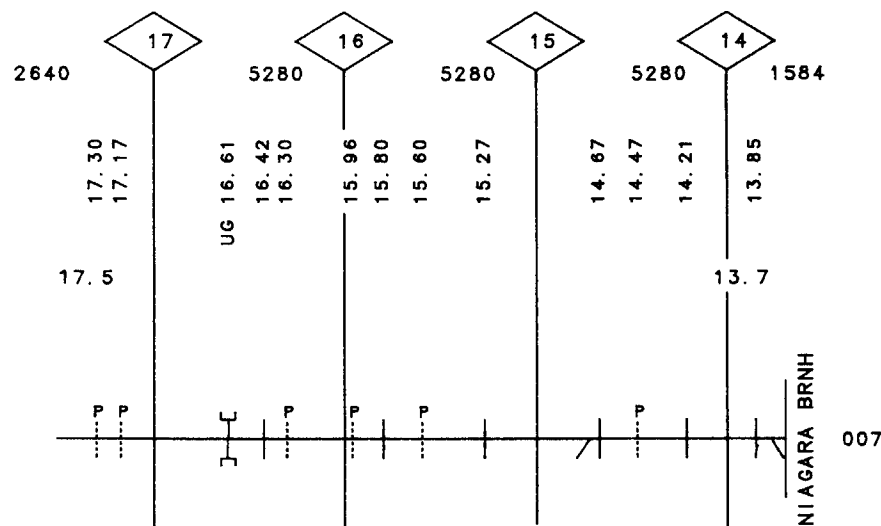 17 16 15 14
2640 5280 5280 5280 1584
17.30 17.17 UG 16.61 16.42 16.30 15.96 15.80 15.60 15.27 14.67 14.47 14.21 13.85
17.5 13.7
P P P P P P
NIAGARA BRNH
007